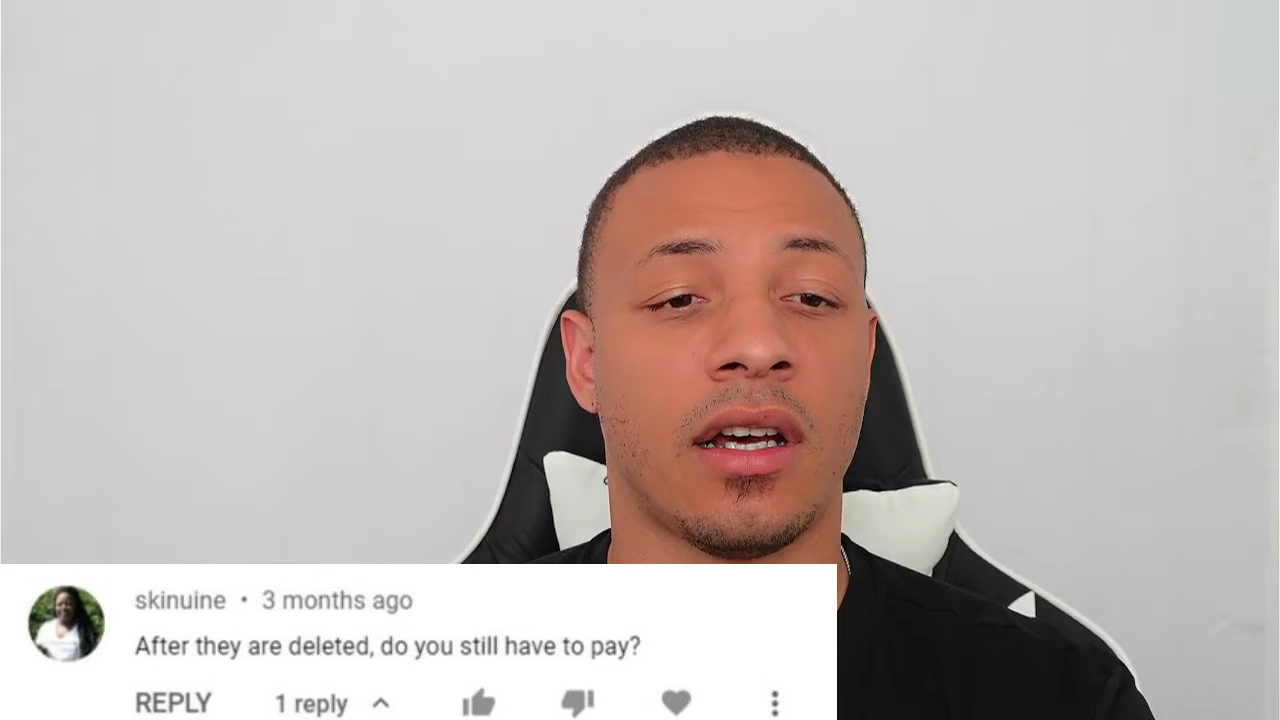 skinuine • 3 months ago
After they are deleted, do you still have to pay?
REPLY 1 reply